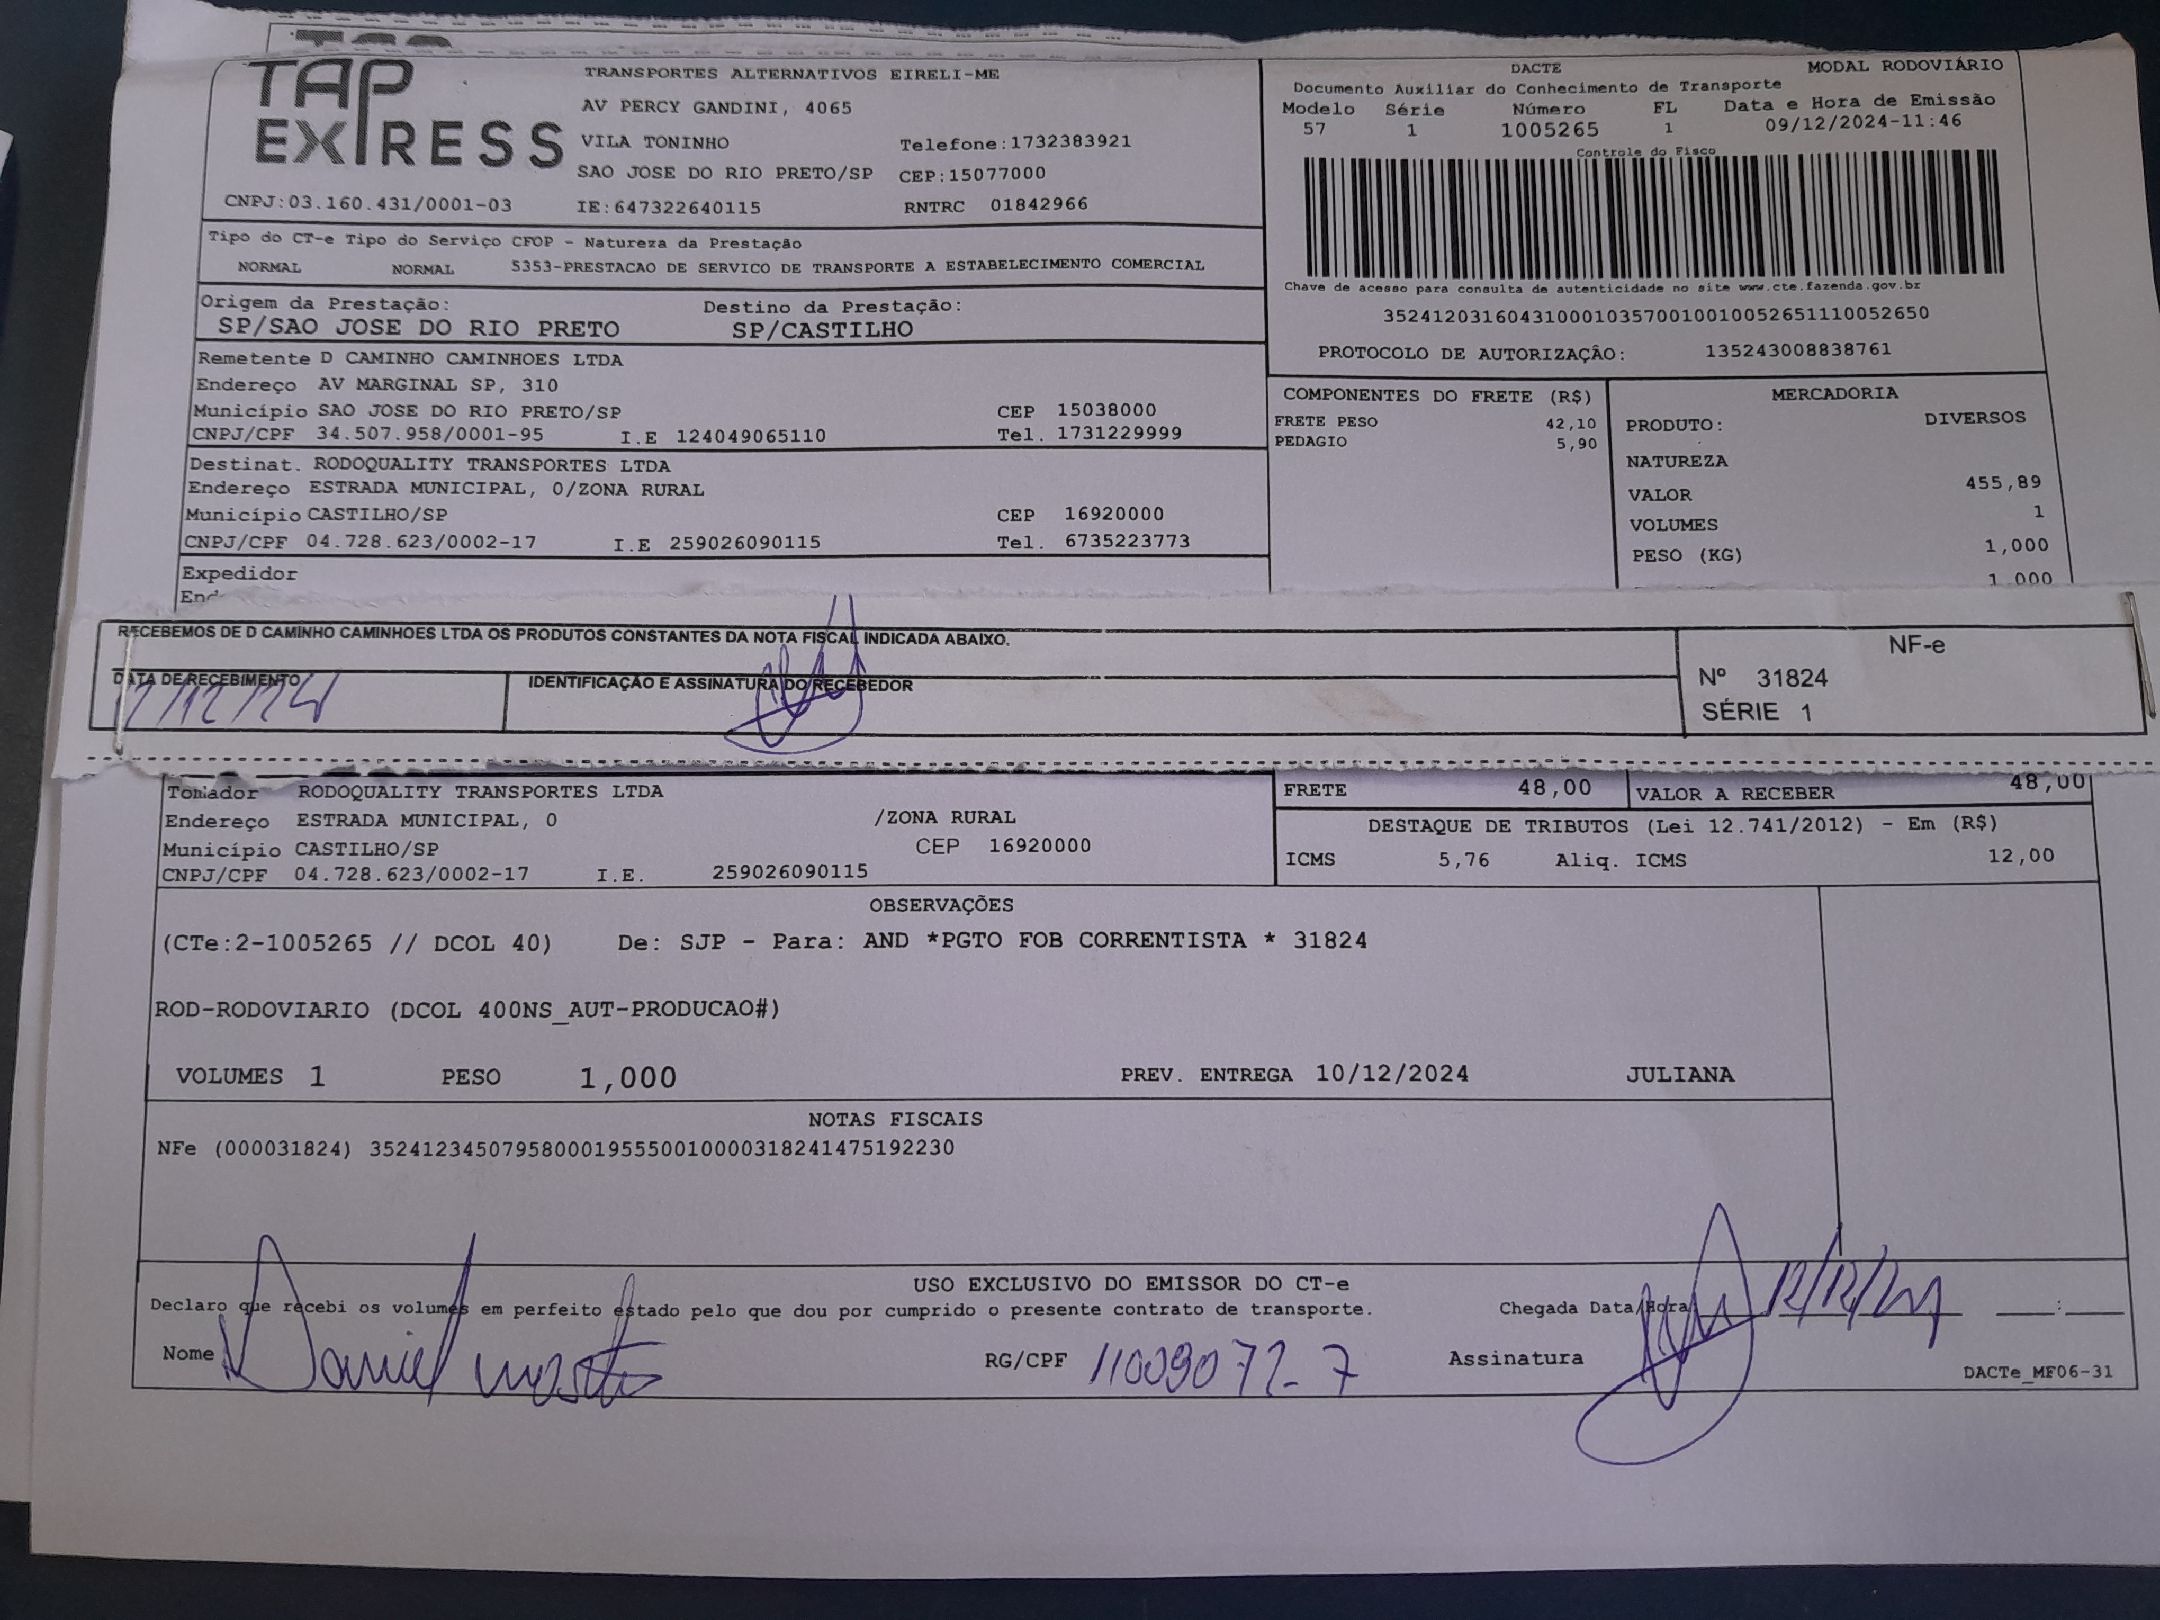 TAP EXPRESS
TRANSPORTES ALTERNATIVOS EIRELI-ME
AV PERCY GANDINI, 4065
VILA TONINHO Telefone:1732383921
SAO JOSE DO RIO PRETO/SP CEP:15077000
CNPJ:03.160.431/0001-03 IE:647322640115 RNTRC 01842966
DACTE MODAL RODOVIÁRIO
Documento Auxiliar do Conhecimento de Transporte
Modelo Série Número FL Data e Hora de Emissão
57 1 1005265 1 09/12/2024-11:46
Controle do Fisco
Chave de acesso para consulta de autenticidade no site www.cte.fazenda.gov.br
35241203160431000103570010010052651110052650
PROTOCOLO DE AUTORIZAÇÃO: 135243008838761
Tipo do CT-e Tipo do Serviço CFOP - Natureza da Prestação
NORMAL NORMAL 5353-PRESTACAO DE SERVICO DE TRANSPORTE A ESTABELECIMENTO COMERCIAL
Origem da Prestação: Destino da Prestação:
SP/SAO JOSE DO RIO PRETO SP/CASTILHO
Remetente D CAMINHO CAMINHOES LTDA
Endereço AV MARGINAL SP, 310
Município SAO JOSE DO RIO PRETO/SP CEP 15038000
CNPJ/CPF 34.507.958/0001-95 I.E 124049065110 Tel. 1731229999
Destinat. RODOQUALITY TRANSPORTES LTDA
Endereço ESTRADA MUNICIPAL, 0/ZONA RURAL
Município CASTILHO/SP CEP 16920000
CNPJ/CPF 04.728.623/0002-17 I.E 259026090115 Tel. 6735223773
Expedidor
COMPONENTES DO FRETE (R$)
FRETE PESO 42,10
PEDAGIO 5,90
MERCADORIA
PRODUTO: DIVERSOS
NATUREZA
VALOR 455,89
VOLUMES 1
PESO (KG) 1,000
1,000
RECEBEMOS DE D CAMINHO CAMINHOES LTDA OS PRODUTOS CONSTANTES DA NOTA FISCAL INDICADA ABAIXO.
DATA DE RECEBIMENTO IDENTIFICAÇÃO E ASSINATURA DO RECEBEDOR
12/12/24
NF-e
Nº 31824
SÉRIE 1
Tomador RODOQUALITY TRANSPORTES LTDA
Endereço ESTRADA MUNICIPAL, 0 /ZONA RURAL
Município CASTILHO/SP CEP 16920000
CNPJ/CPF 04.728.623/0002-17 I.E. 259026090115
FRETE 48,00 VALOR A RECEBER 48,00
DESTAQUE DE TRIBUTOS (Lei 12.741/2012) - Em (R$)
ICMS 5,76 Aliq. ICMS 12,00
OBSERVAÇÕES
(CTe:2-1005265 // DCOL 40) De: SJP - Para: AND *PGTO FOB CORRENTISTA * 31824
ROD-RODOVIARIO (DCOL 400NS_AUT-PRODUCAO#)
VOLUMES 1 PESO 1,000 PREV. ENTREGA 10/12/2024 JULIANA
NOTAS FISCAIS
NFe (000031824) 35241234507958000195550010000318241475192230
USO EXCLUSIVO DO EMISSOR DO CT-e
Declaro que recebi os volumes em perfeito estado pelo que dou por cumprido o presente contrato de transporte. Chegada Data/Hora 12/12/24 __:__
Nome Daniel RG/CPF 11009072-7 Assinatura
DACTe_MF06-31